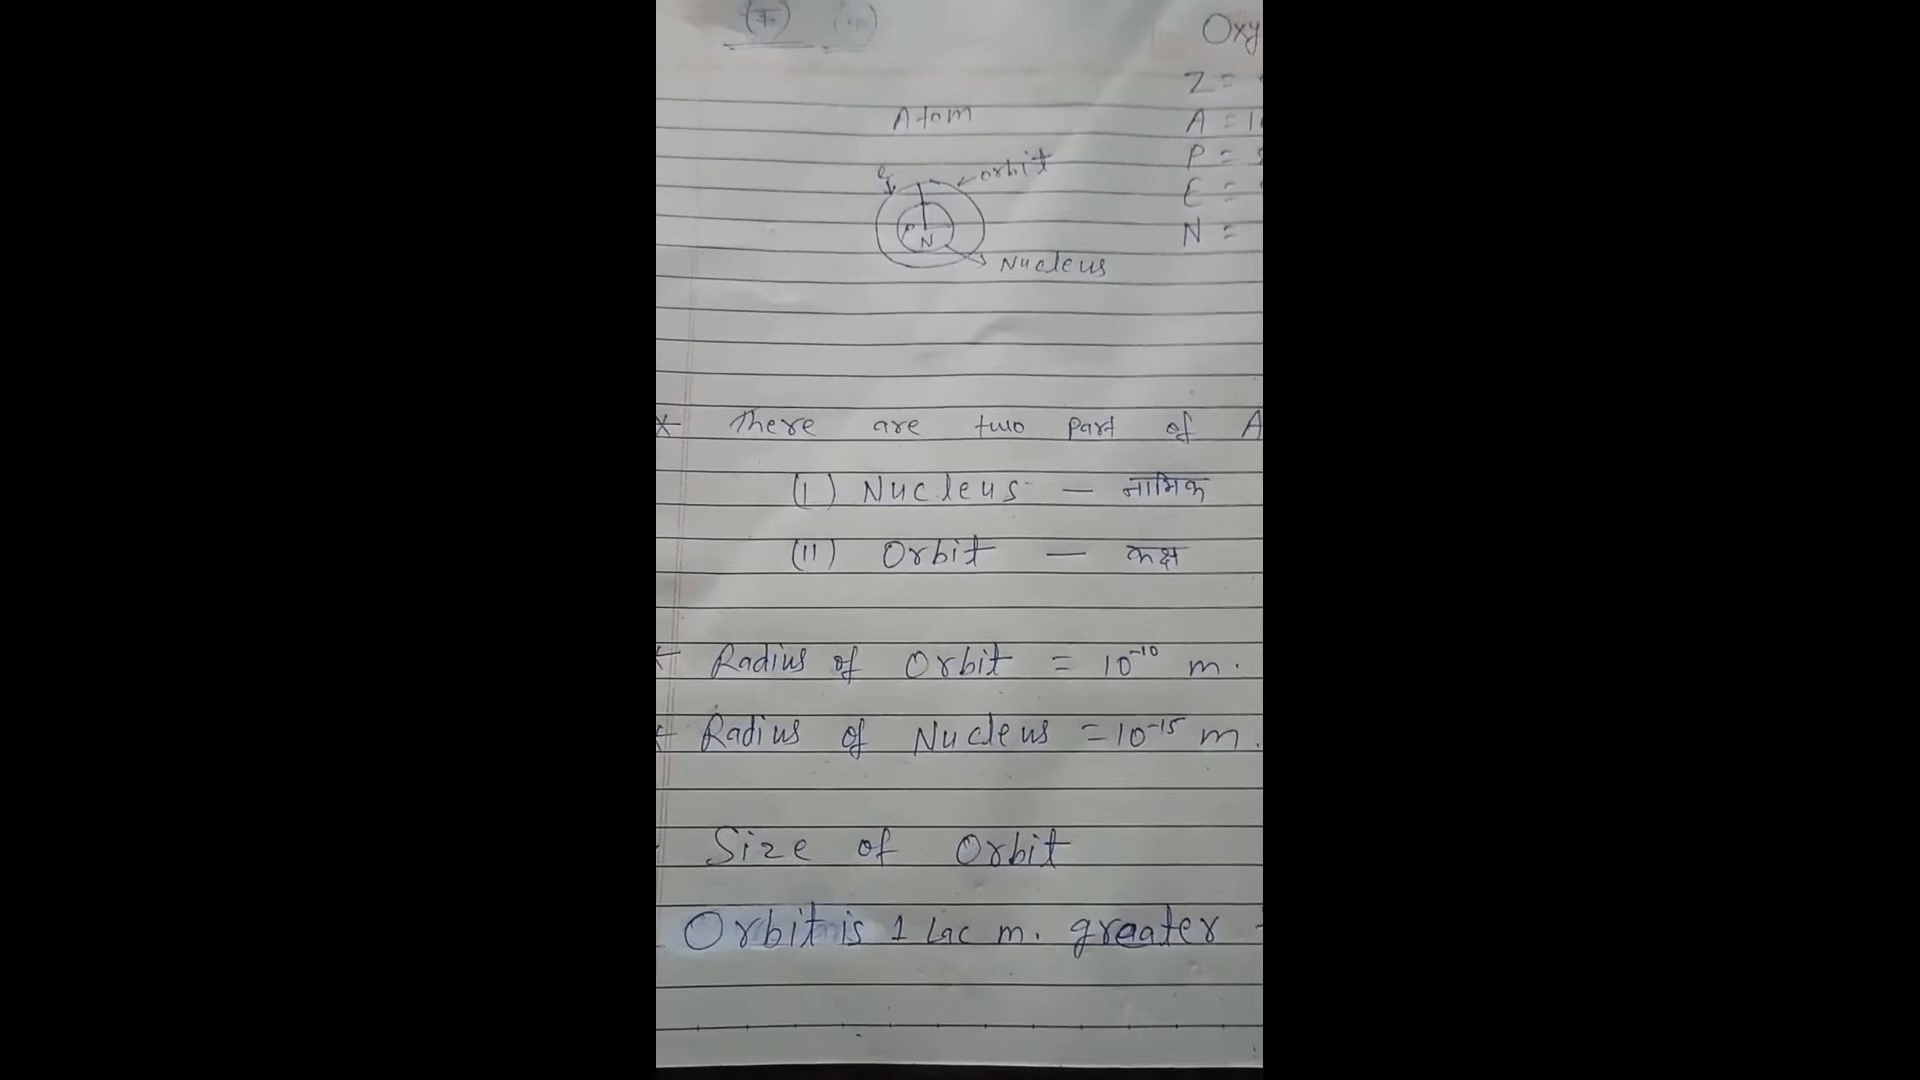 Oxy
Z =
A = 1
P =
E =
N =
Atom
e
orbit
P
N
Nucleus
* There are two part of A
(I) Nucleus — नाभिक
(II) Orbit — कक्ष
Radius of Orbit = 10⁻¹⁰ m.
Radius of Nucleus = 10⁻¹⁵ m.
Size of Orbit
Orbit is 1 Lac m. greater